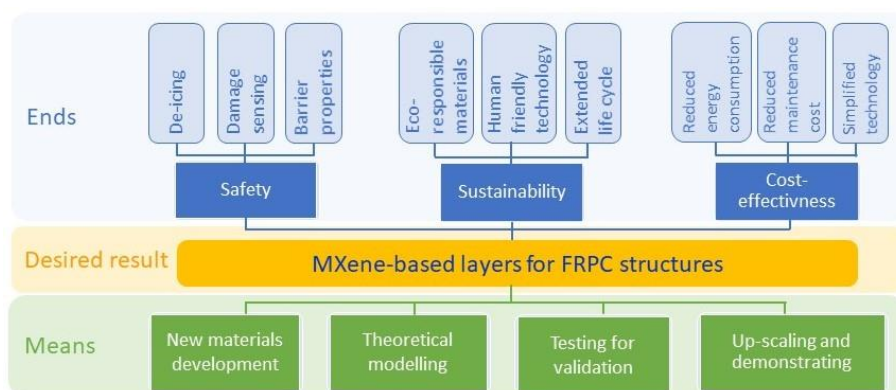 Ends
De-icing
Damage
sensing
Barrier
properties
Eco-
responsible
materials
Human
friendly
technology
Extended
life cycle
Reduced
energy
consumption
Reduced
maintenance
cost
Simplified
technology
Safety
Sustainability
Cost-
effectivness
Desired result
MXene-based layers for FRPC structures
Means
New materials
development
Theoretical
modelling
Testing for
validation
Up-scaling and
demonstrating